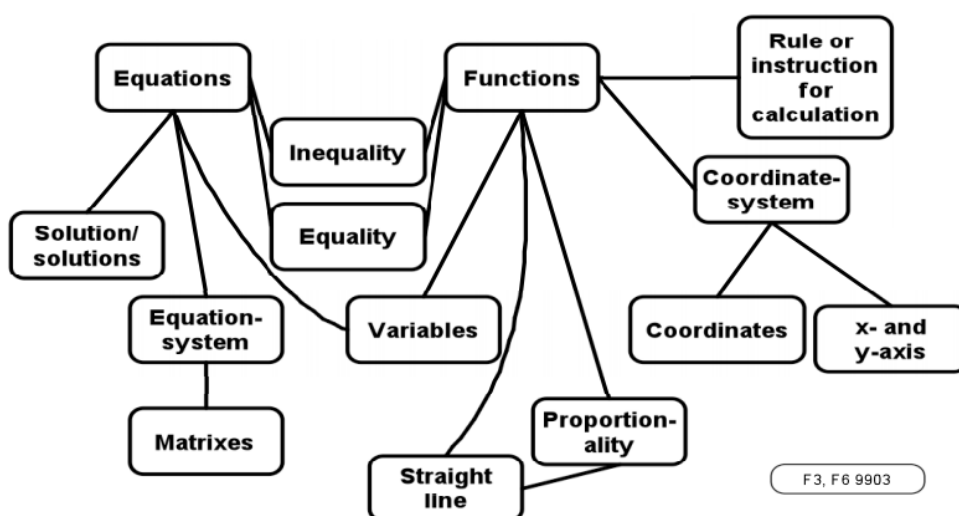 Equations
Functions
Rule or
instruction
for
calculation
Inequality
Equality
Coordinate-
system
Solution/
solutions
Equation-
system
Variables
Coordinates
x- and
y-axis
Matrixes
Proportion-
ality
Straight
line
F3, F6 9903